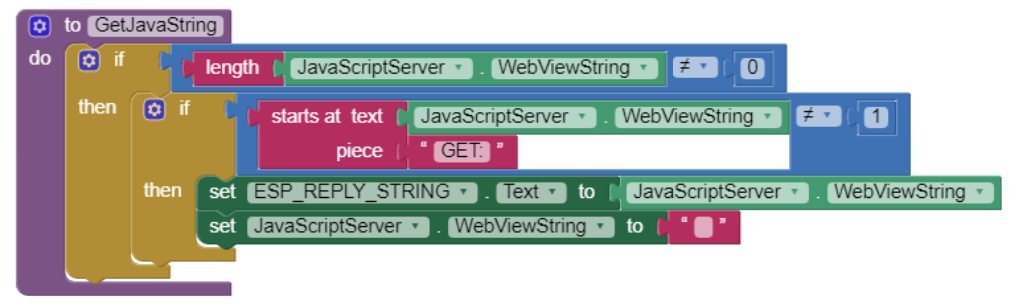 to GetJavaString
do if length JavaScriptServer . WebViewString ≠ 0
then if starts at text JavaScriptServer . WebViewString ≠ 1
piece " GET: "
then set ESP_REPLY_STRING . Text to JavaScriptServer . WebViewString
set JavaScriptServer . WebViewString to " "